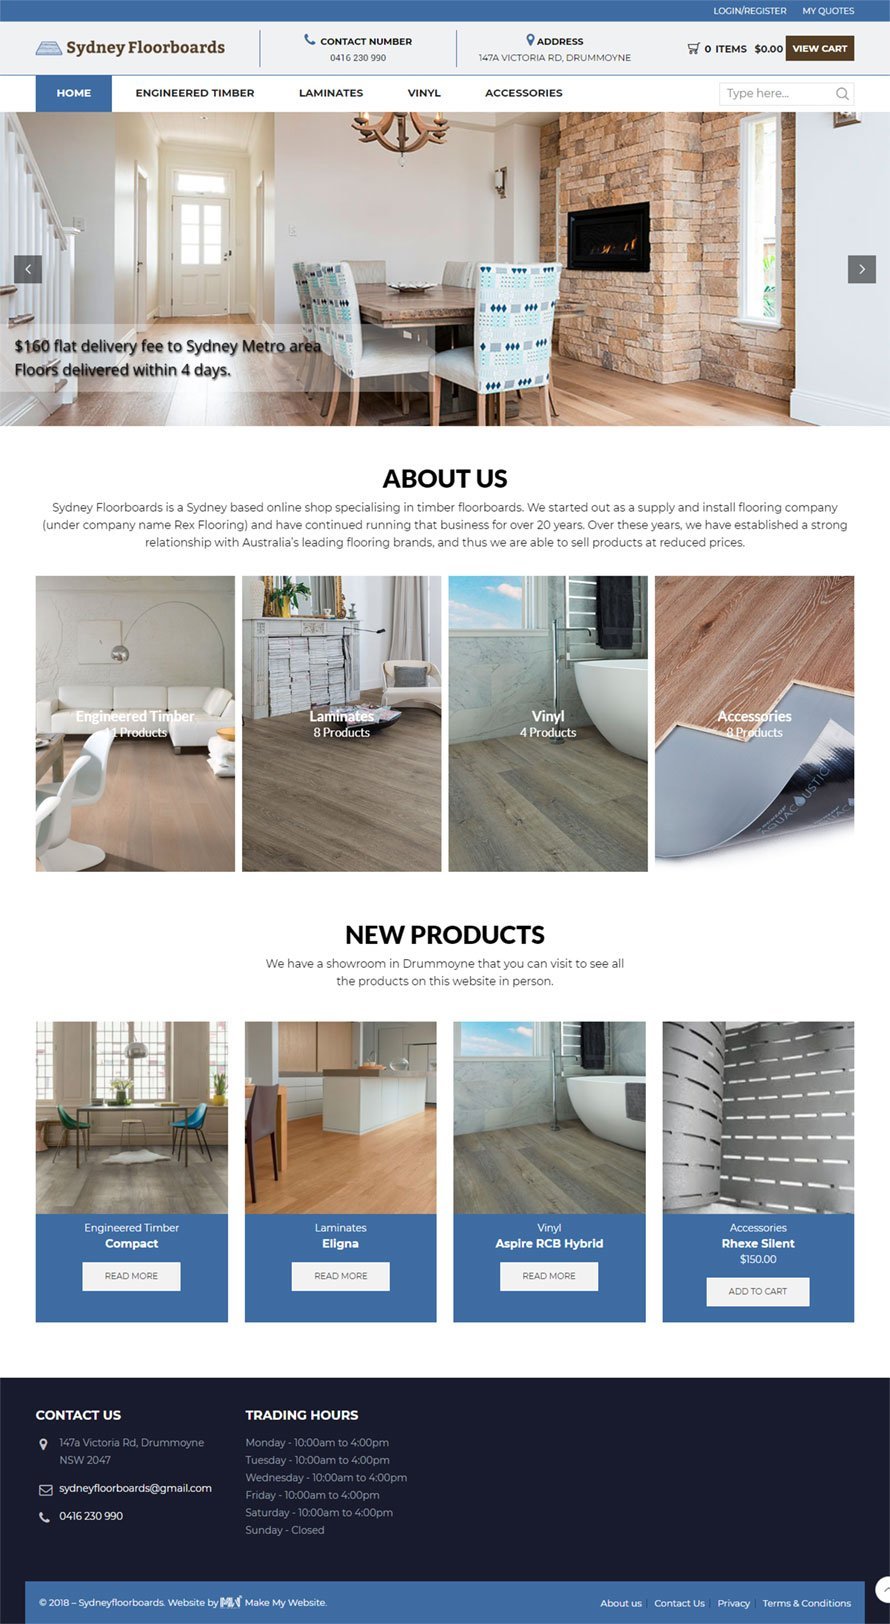 LOGIN/REGISTER MY QUOTES
Sydney Floorboards
CONTACT NUMBER
0416 230 990
ADDRESS
147A VICTORIA RD, DRUMMOYNE
0 ITEMS $0.00 VIEW CART
HOME ENGINEERED TIMBER LAMINATES VINYL ACCESSORIES Type here...
$160 flat delivery fee to Sydney Metro area
Floors delivered within 4 days.
ABOUT US
Sydney Floorboards is a Sydney based online shop specialising in timber floorboards. We started out as a supply and install flooring company
(under company name Rex Flooring) and have continued running that business for over 20 years. Over these years, we have established a strong
relationship with Australia's leading flooring brands, and thus we are able to sell products at reduced prices.
Engineered Timber
11 Products
Laminates
8 Products
Vinyl
4 Products
Accessories
8 Products
DUNLOP
AQUACOUSTIC
NEW PRODUCTS
We have a showroom in Drummoyne that you can visit to see all
the products on this website in person.
Engineered Timber
Compact
READ MORE
Laminates
Eligna
READ MORE
Vinyl
Aspire RCB Hybrid
READ MORE
Accessories
Rhexe Silent
$150.00
ADD TO CART
CONTACT US
147a Victoria Rd, Drummoyne
NSW 2047
sydneyfloorboards@gmail.com
0416 230 990
TRADING HOURS
Monday - 10:00am to 4:00pm
Tuesday - 10:00am to 4:00pm
Wednesday - 10:00am to 4:00pm
Friday - 10:00am to 4:00pm
Saturday - 10:00am to 4:00pm
Sunday - Closed
© 2018 – Sydneyfloorboards. Website by Make My Website.
About us Contact Us Privacy Terms & Conditions